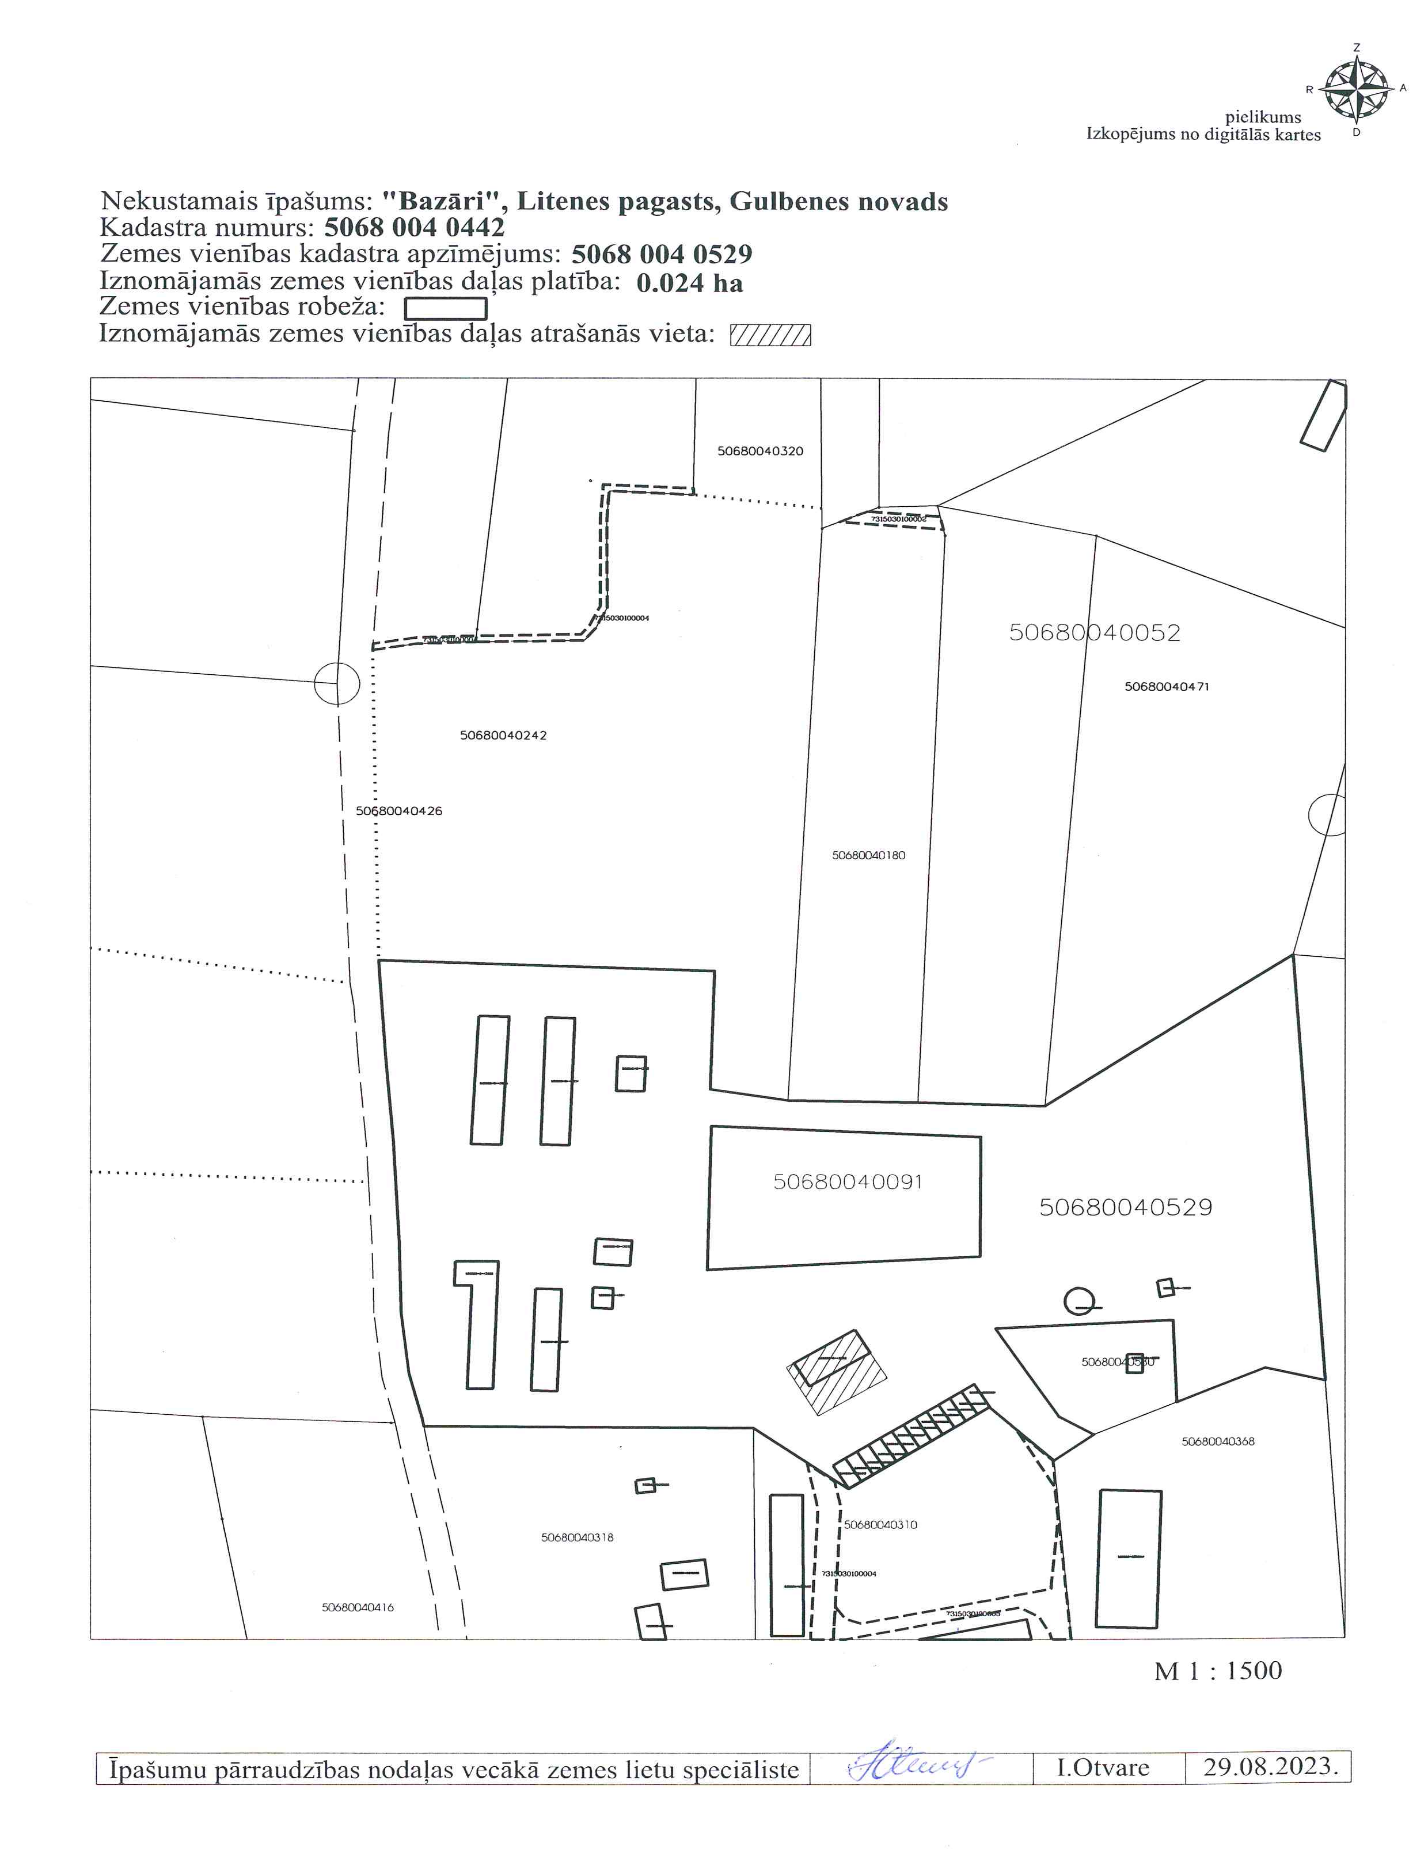 Z
R A
D
pielikums
Izkopējums no digitālās kartes
Nekustamais īpašums: "Bazāri", Litenes pagasts, Gulbenes novads
Kadastra numurs: 5068 004 0442
Zemes vienības kadastra apzīmējums: 5068 004 0529
Iznomājamās zemes vienības daļas platība: 0.024 ha
Zemes vienības robeža:
Iznomājamās zemes vienības daļas atrašanās vieta:
50680040320
7315030100002
7315030100004
50680040052
50680040471
50680040242
50680040426
50680040180
50680040091
50680040529
50680040368
50680040310
50680040318
7315030100004
50680040416
M 1 : 1500
Īpašumu pārraudzības nodaļas vecākā zemes lietu speciāliste I.Otvare 29.08.2023.